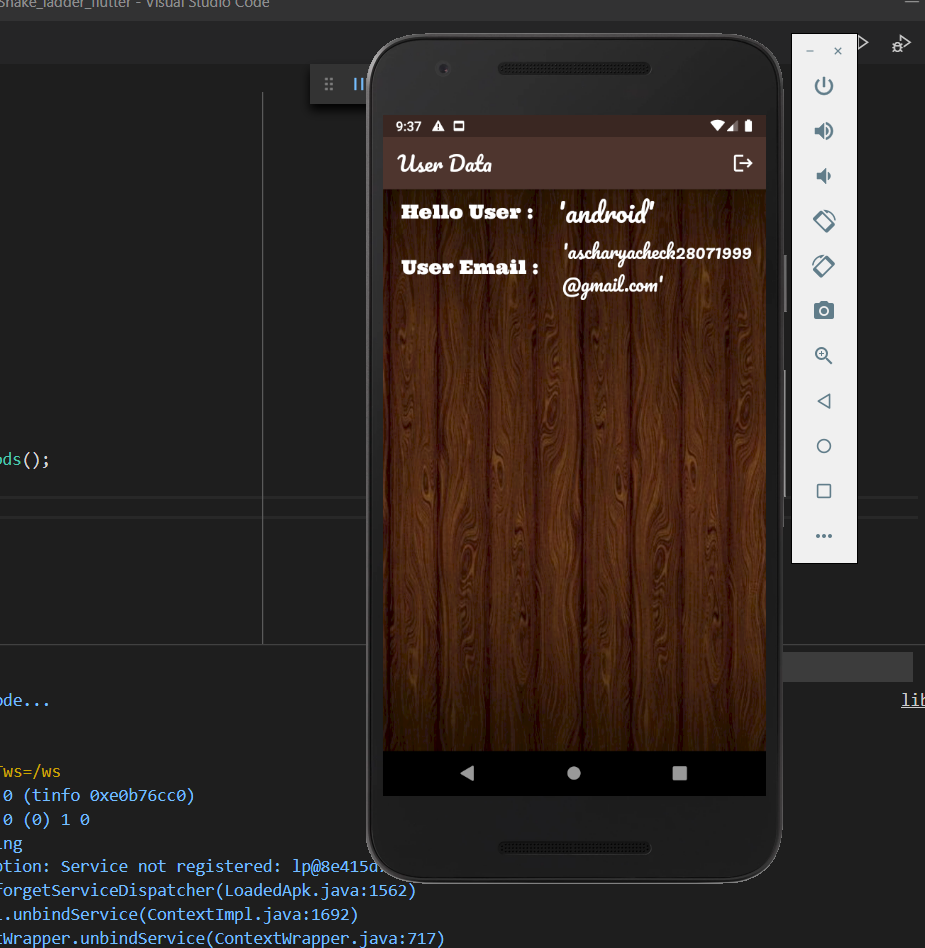 Snake_ladder_flutter - Visual Studio Code
9:37
User Data
Hello User : 'android'
User Email : 'ascharyacheck28071999
@gmail.com'
ods();
ode...
lib
Tws=/ws
0 (tinfo 0xe0b76cc0)
0 (0) 1 0
ing
ption: Service not registered: lp@8e415d
forgetServiceDispatcher(LoadedApk.java:1562)
l.unbindService(ContextImpl.java:1692)
tWrapper.unbindService(ContextWrapper.java:717)